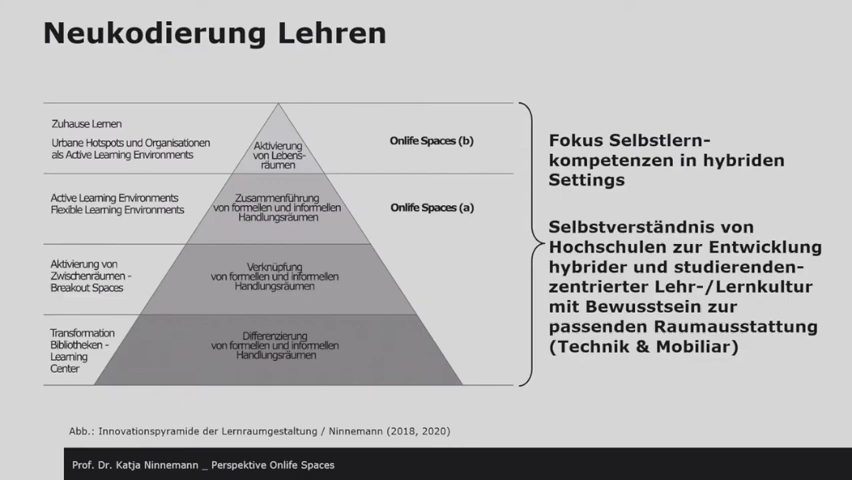 Neukodierung Lehren
Zuhause Lernen
Urbane Hotspots und Organisationen
als Active Learning Environments
Aktivierung
von Lebens-
räumen
Onlife Spaces (b)
Active Learning Environments
Flexible Learning Environments
Zusammenführung
von formellen und informellen
Handlungsräumen
Onlife Spaces (a)
Aktivierung von
Zwischenräumen -
Breakout Spaces
Verknüpfung
von formellen und informellen
Handlungsräumen
Transformation
Bibliotheken -
Learning
Center
Differenzierung
von formellen und informellen
Handlungsräumen
Fokus Selbstlern-
kompetenzen in hybriden
Settings
Selbstverständnis von
Hochschulen zur Entwicklung
hybrider und studierenden-
zentrierter Lehr-/Lernkultur
mit Bewusstsein zur
passenden Raumausstattung
(Technik & Mobiliar)
Abb.: Innovationspyramide der Lernraumgestaltung / Ninnemann (2018, 2020)
Prof. Dr. Katja Ninnemann _ Perspektive Onlife Spaces